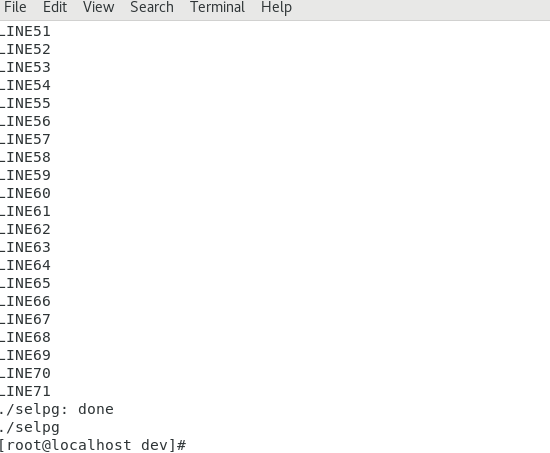 File Edit View Search Terminal Help
LINE51
LINE52
LINE53
LINE54
LINE55
LINE56
LINE57
LINE58
LINE59
LINE60
LINE61
LINE62
LINE63
LINE64
LINE65
LINE66
LINE67
LINE68
LINE69
LINE70
LINE71
./selpg: done
./selpg
[root@localhost dev]#